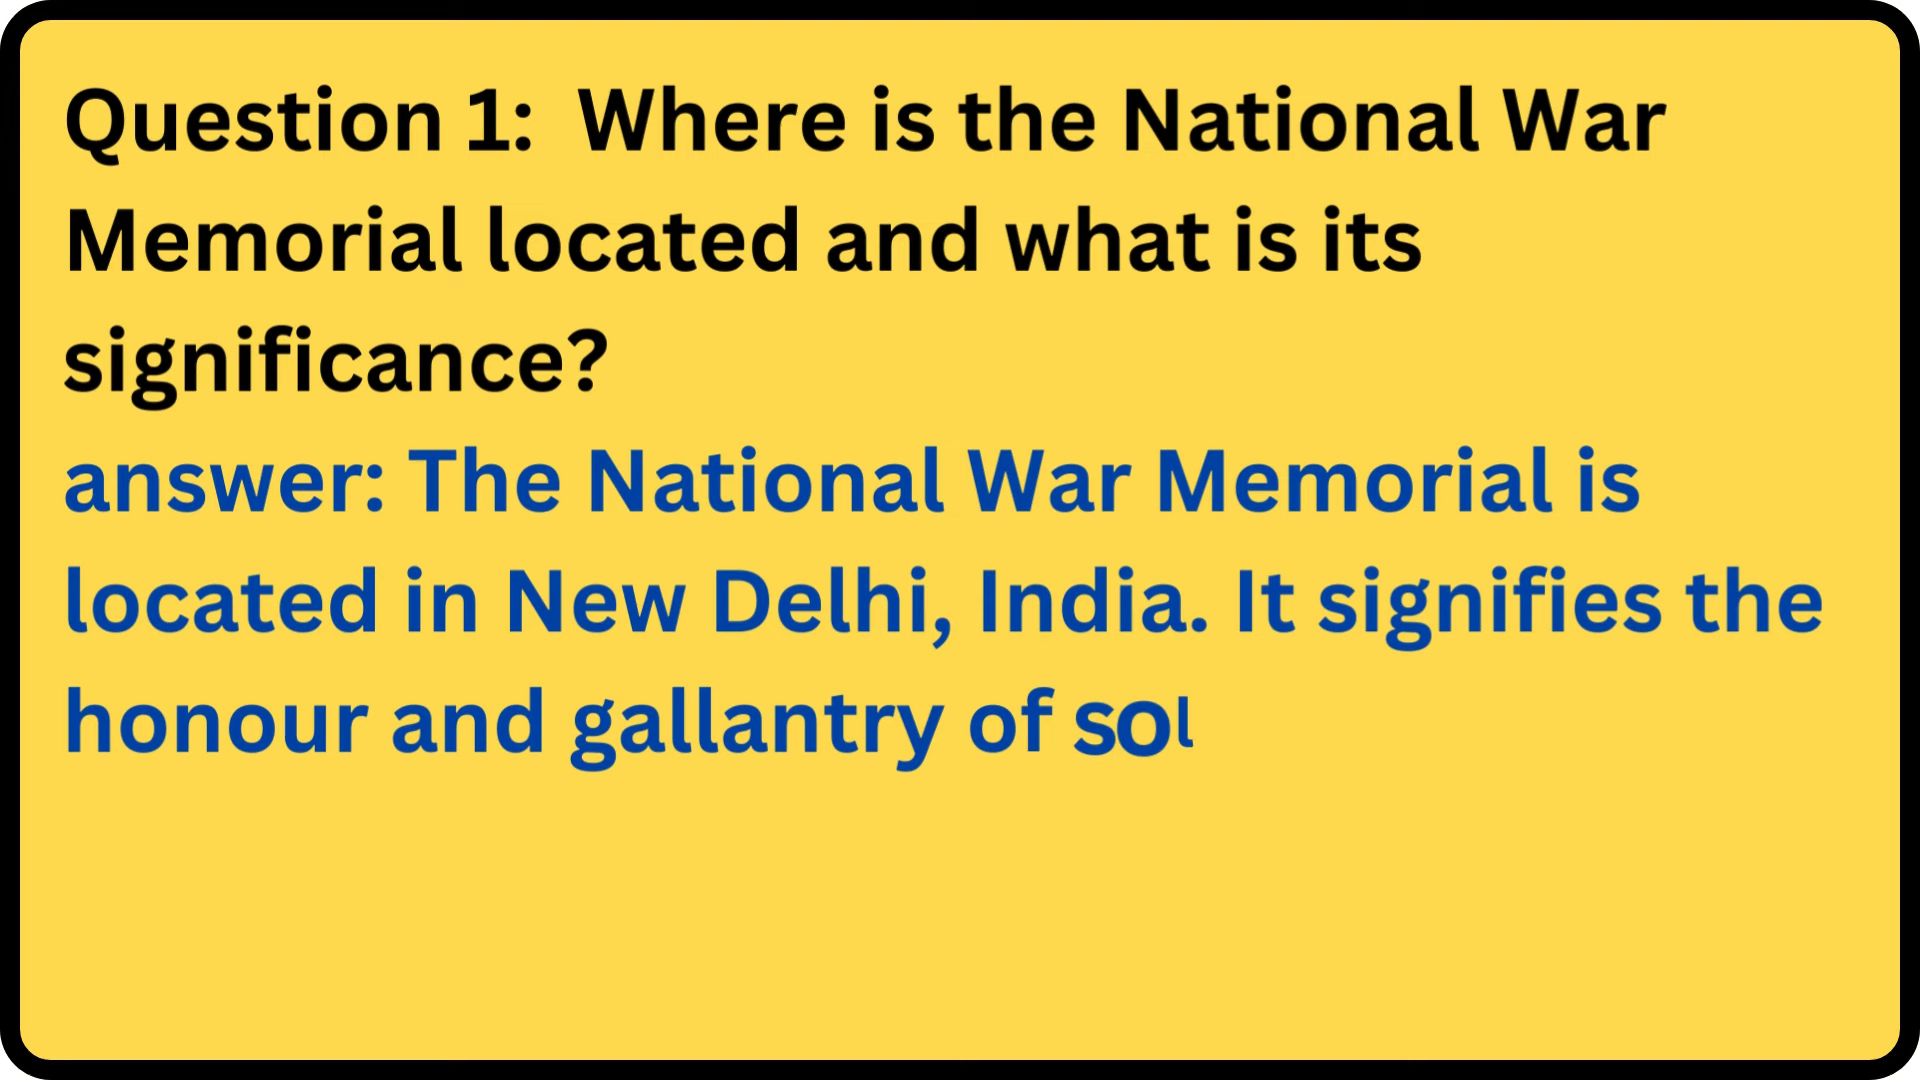 Question 1:  Where is the National War
Memorial located and what is its
significance?
answer: The National War Memorial is
located in New Delhi, India. It signifies the
honour and gallantry of sol